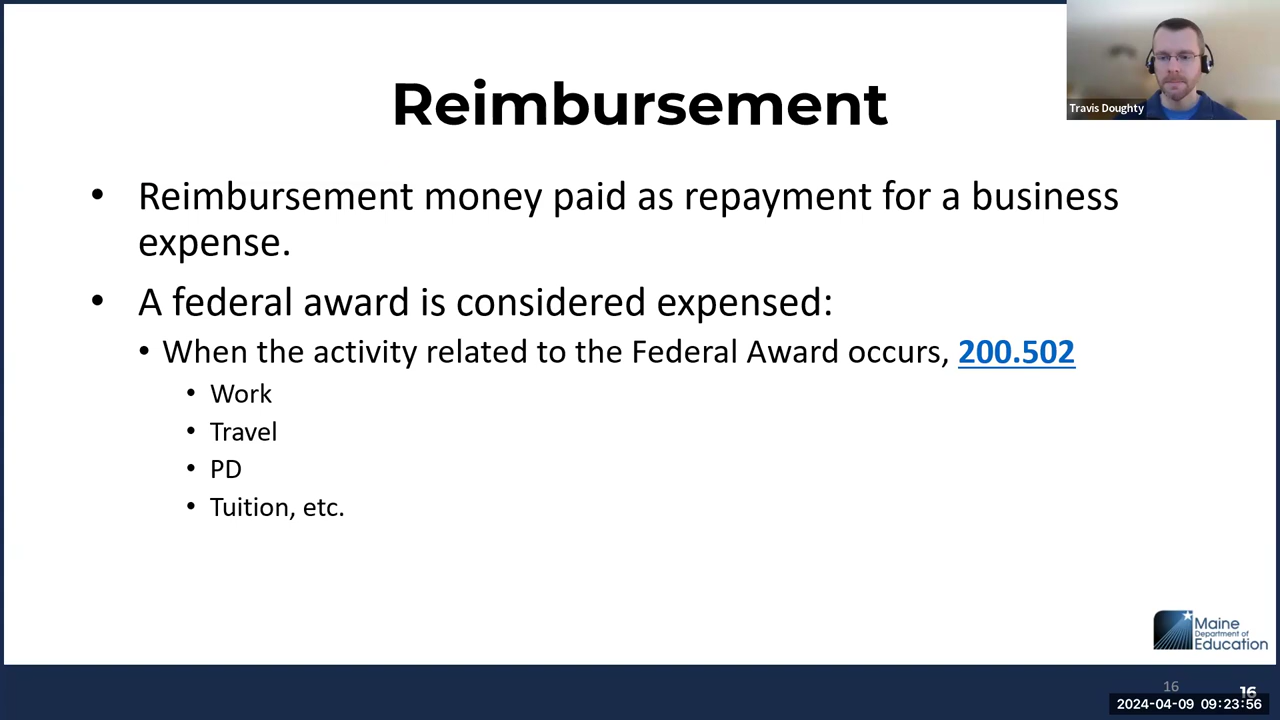 Reimbursement
Travis Doughty
• Reimbursement money paid as repayment for a business
expense.
• A federal award is considered expensed:
• When the activity related to the Federal Award occurs, 200.502
• Work
• Travel
• PD
• Tuition, etc.
Maine
Department of
Education
16
16
2024-04-09 09:23:56